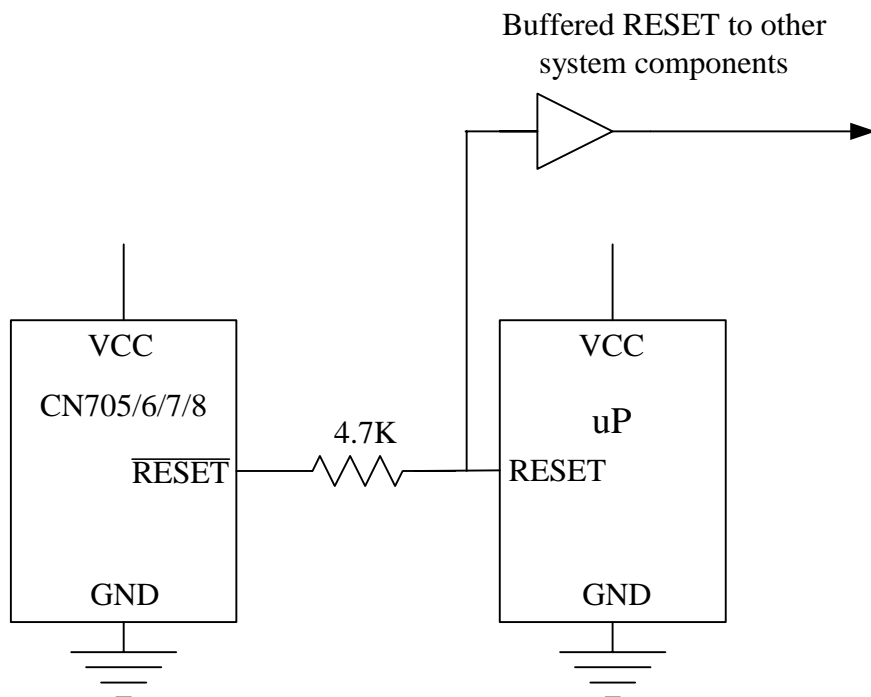 Buffered RESET to other
system components
VCC
CN705/6/7/8
RESET
GND
4.7K
VCC
uP
RESET
GND